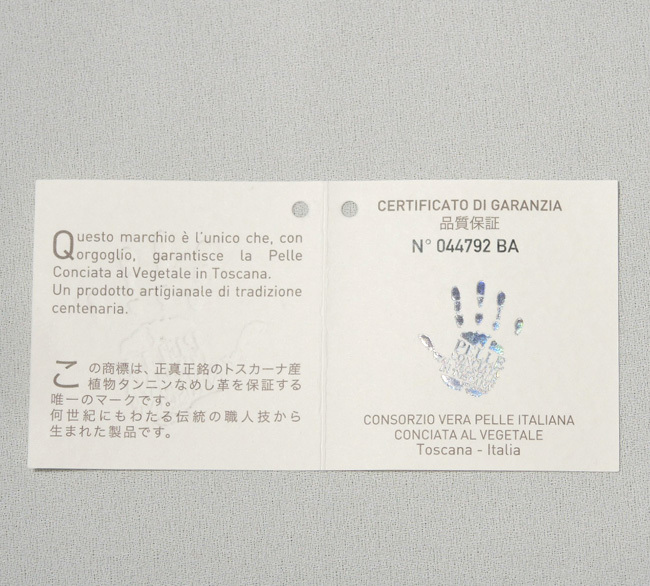 Questo marchio è l'unico che, con
orgoglio, garantisce la Pelle
Conciata al Vegetale in Toscana.
Un prodotto artigianale di tradizione
centenaria.
この商標は、正真正銘のトスカーナ産
植物タンニンなめし革を保証する
唯一のマークです。
何世紀にもわたる伝統の職人技から
生まれた製品です。
CERTIFICATO DI GARANZIA
品質保証
N° 044792 BA
PELLE
CONSORZIO VERA PELLE ITALIANA
CONCIATA AL VEGETALE
Toscana - Italia